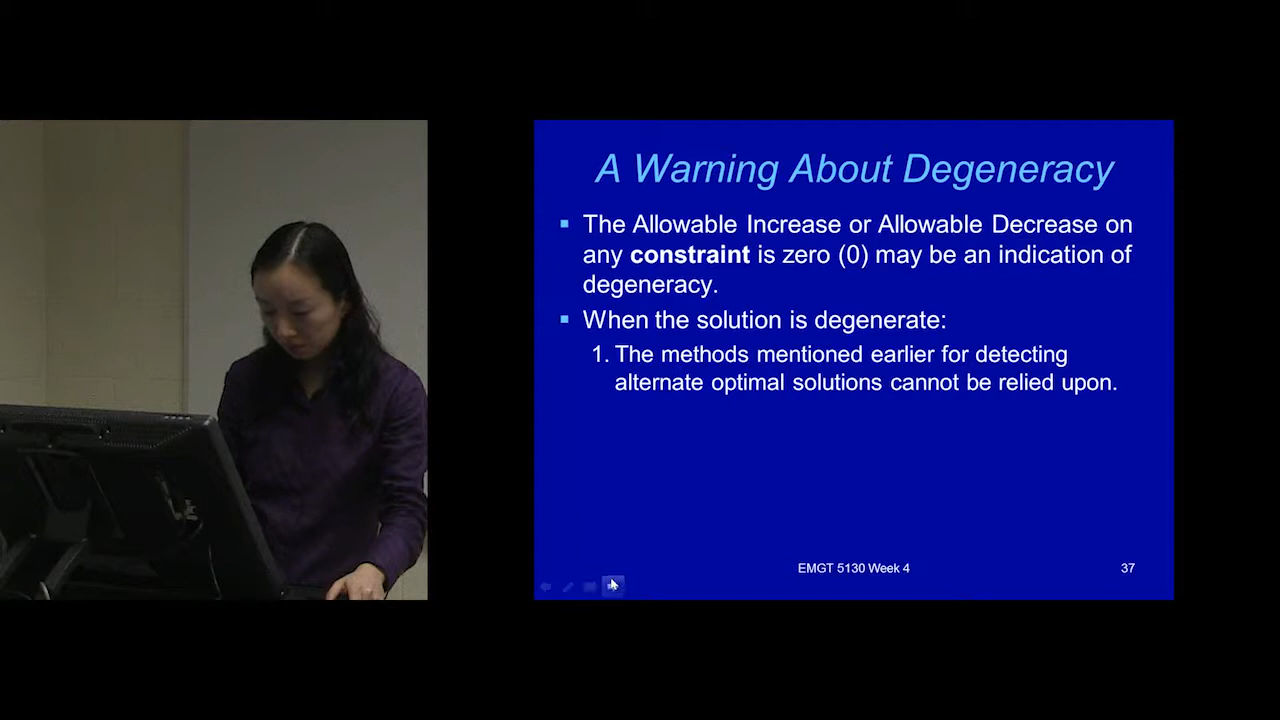 A Warning About Degeneracy
▪ The Allowable Increase or Allowable Decrease on
any constraint is zero (0) may be an indication of
degeneracy.
▪ When the solution is degenerate:
1. The methods mentioned earlier for detecting
alternate optimal solutions cannot be relied upon.
EMGT 5130 Week 4
37